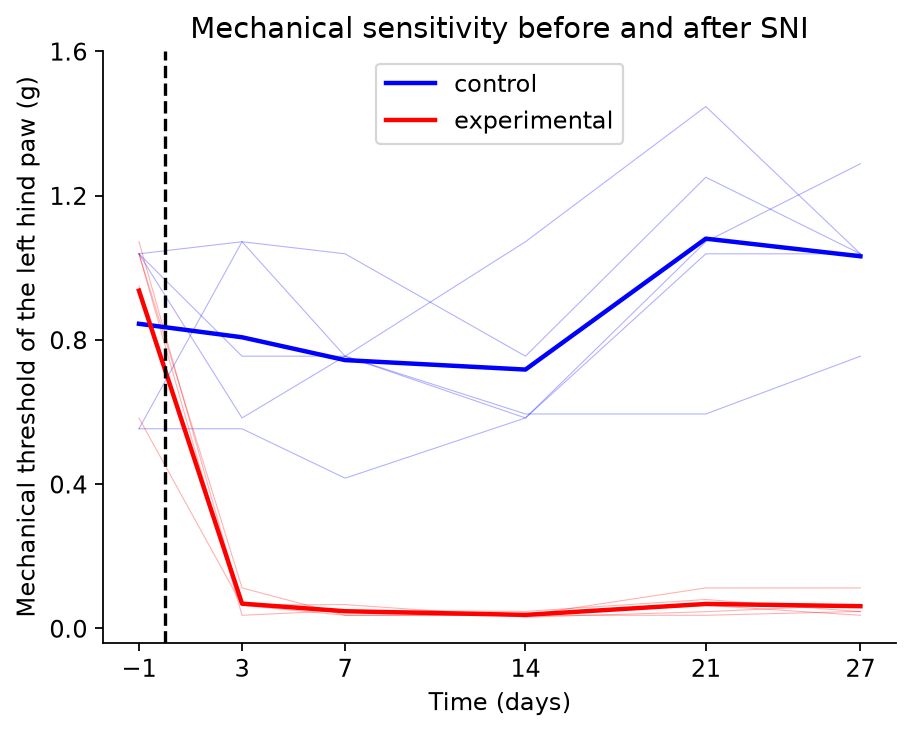 Mechanical sensitivity before and after SNI
Mechanical threshold of the left hind paw (g)
1.6
1.2
0.8
0.4
0.0
control
experimental
−1
3
7
14
21
27
Time (days)